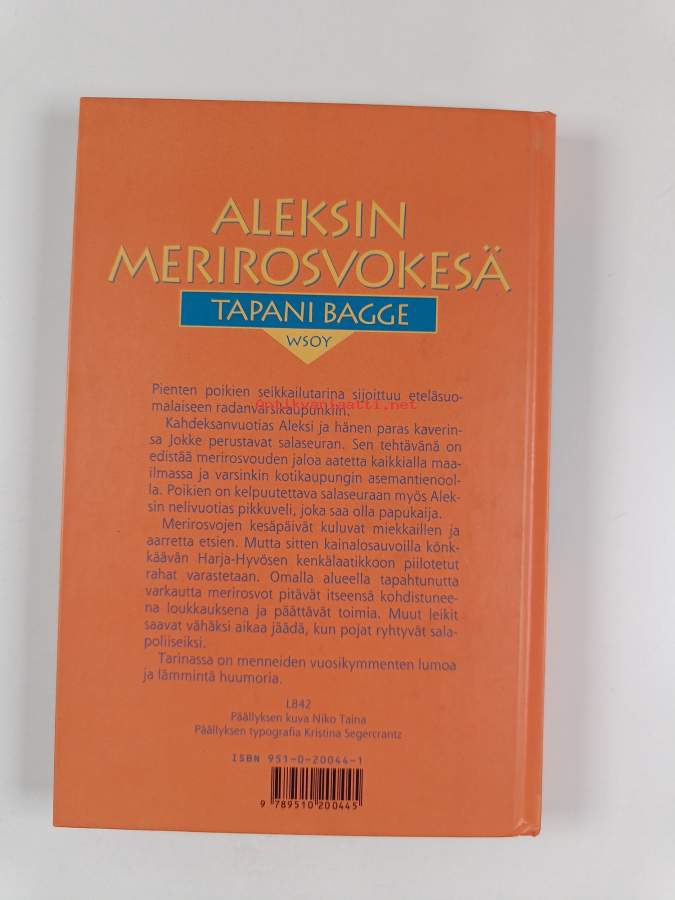 ALEKSIN
MERIROSVOKESÄ
TAPANI BAGGE
WSOY
Pienten poikien seikkailutarina sijoittuu eteläsuo-
malaiseen radanvarsikaupunkiin.
Antikvariaatti.net
Kahdeksanvuotias Aleksi ja hänen paras kaverin-
sa Jokke perustavat salaseuran. Sen tehtävänä on
edistää merirosvouden jaloa aatetta kaikkialla maa-
ilmassa ja varsinkin kotikaupungin asemantienool-
la. Poikien on kelpuutettava salaseuraan myös Alek-
sin nelivuotias pikkuveli, joka saa olla papukaija.
Merirosvojen kesäpäivät kuluvat miekkaillen ja
aarretta etsien. Mutta sitten kainalosauvoilla könk-
käävän Harja-Hyvösen kenkälaatikkoon piilotetut
rahat varastetaan. Omalla alueella tapahtunutta
varkautta merirosvot pitävät itseensä kohdistunee-
na loukkauksena ja päättävät toimia. Muut leikit
saavat vähäksi aikaa jäädä, kun pojat ryhtyvät sala-
poliiseiksi.
Tarinassa on menneiden vuosikymmenten lumoa
ja lämmintä huumoria.
L842
Päällyksen kuva Niko Taina
Päällyksen typografia Kristina Segercrantz
ISBN 951-0-20044-1
9 789510 200445